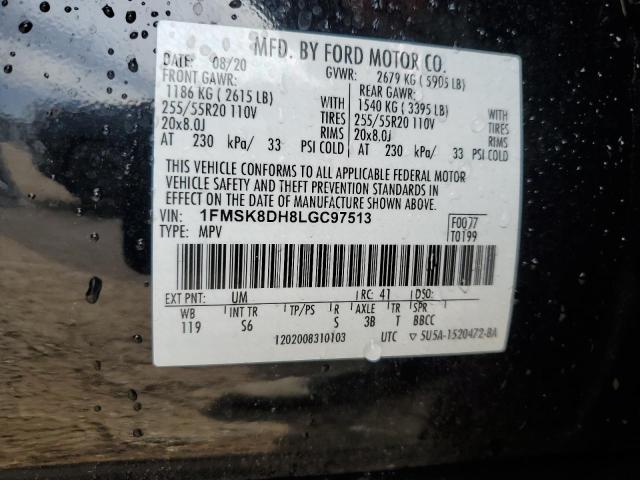 MFD. BY FORD MOTOR CO.
DATE: 08/20 GVWR: 2679 KG ( 5905 LB)
FRONT GAWR: REAR GAWR:
1186 KG ( 2615 LB) WITH 1540 KG ( 3395 LB) WITH
255/55R20 110V TIRES 255/55R20 110V TIRES
20x8.0J RIMS 20x8.0J RIMS
AT 230 kPa/ 33 PSI COLD AT 230 kPa/ 33 PSI COLD
THIS VEHICLE CONFORMS TO ALL APPLICABLE FEDERAL MOTOR
VEHICLE SAFETY AND THEFT PREVENTION STANDARDS IN
EFFECT ON THE DATE OF MANUFACTURE SHOWN ABOVE.
VIN: 1FMSK8DH8LGC97513 F0077
TYPE: MPV T0199
EXT PNT: UM RC: 41 DSO:
WB INT TR TP/PS R AXLE TR SPR
119 S6 S 3B T BBCC
1202008310103 UTC ▽ 5U5A-1520472-BA